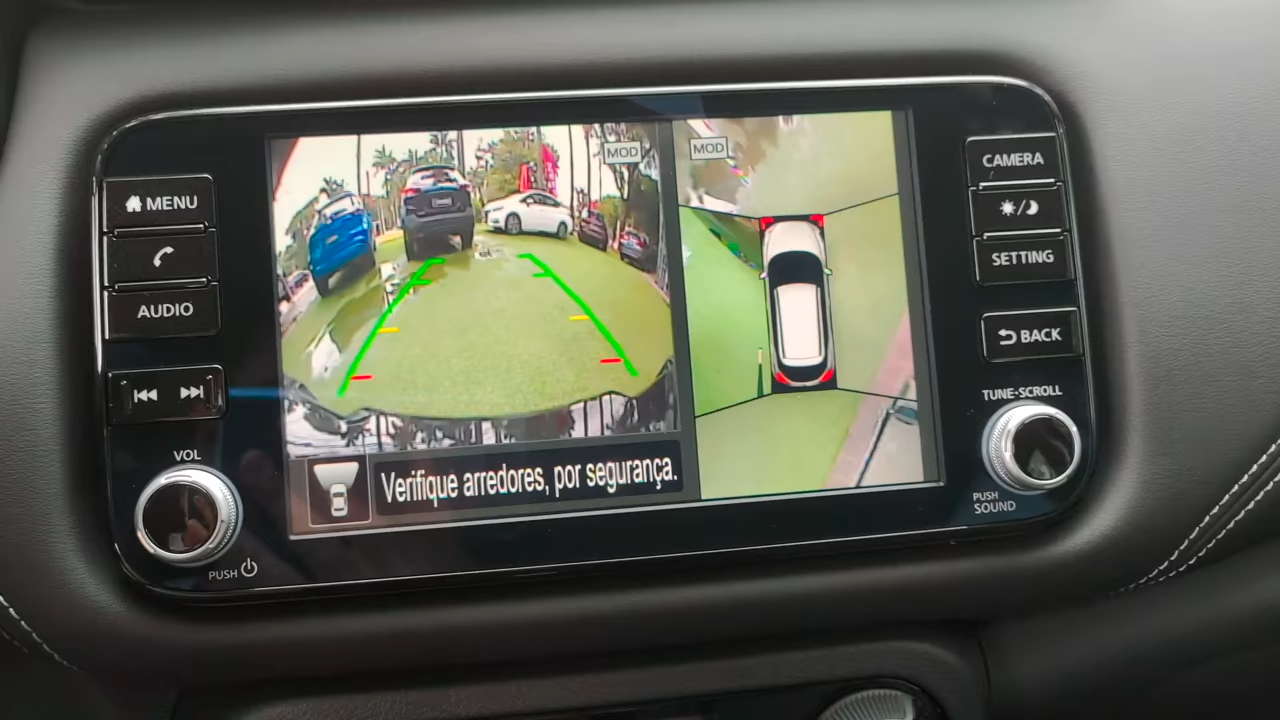 MENU
AUDIO
VOL
PUSH
MOD
MOD
Verifique arredores, por segurança.
CAMERA
SETTING
BACK
TUNE·SCROLL
PUSH
SOUND